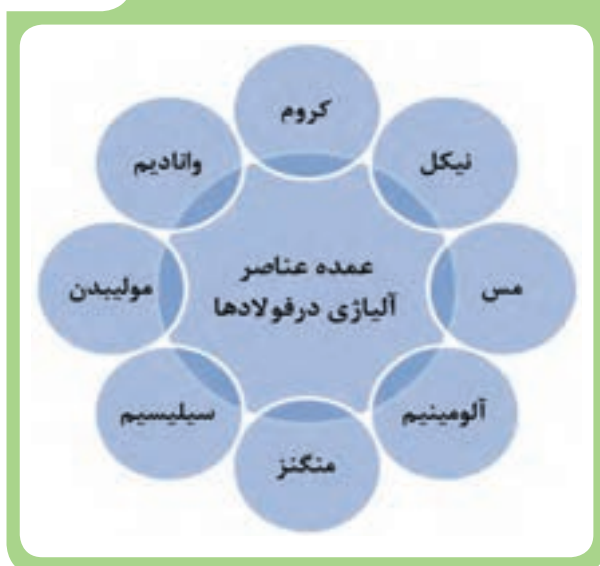 کروم
نیکل
مس
آلومینیم
منگنز
سیلیسیم
مولیبدن
وانادیم
عمده عناصر
آلیاژی درفولادها